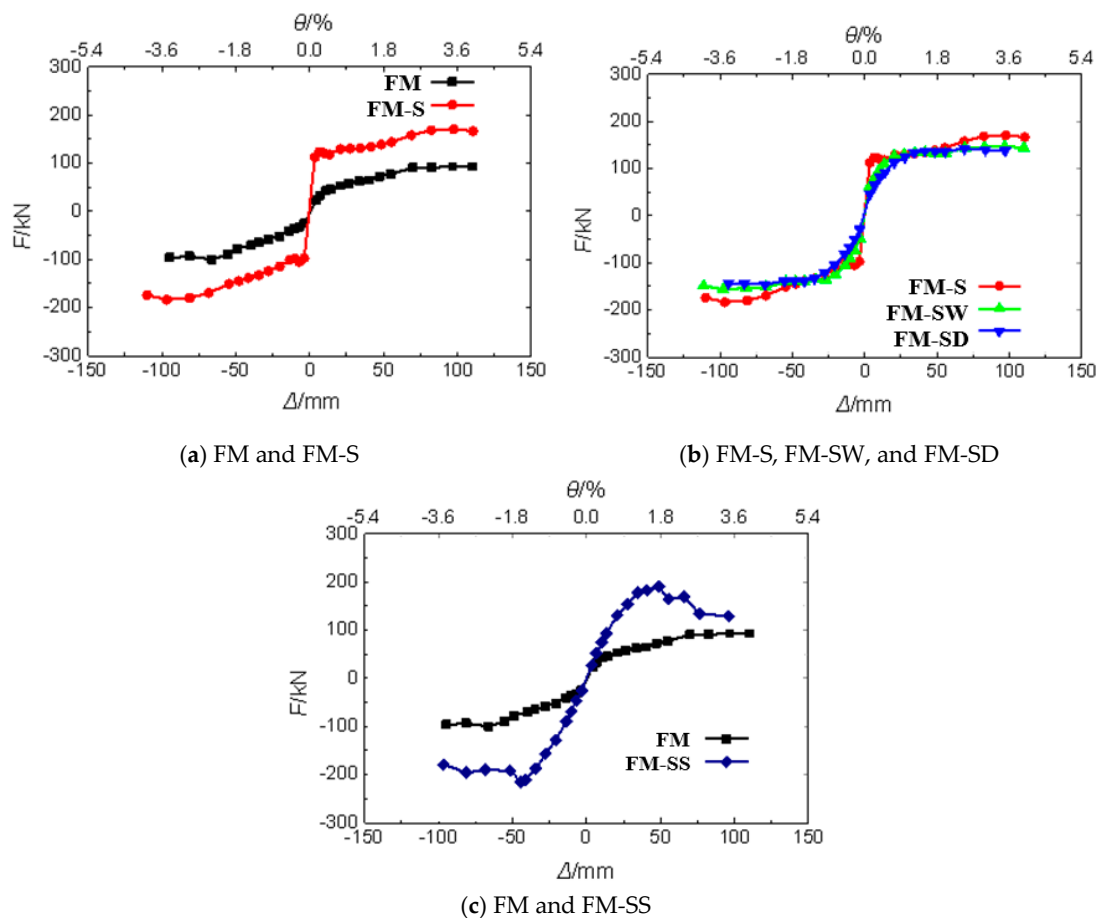 θ/%
-5.4 -3.6 -1.8 0.0 1.8 3.6 5.4
300
200
100
0
-100
-200
-300
F/kN
FM
FM-S
-150 -100 -50 0 50 100 150
Δ/mm
(a) FM and FM-S
θ/%
-5.4 -3.6 -1.8 0.0 1.8 3.6 5.4
300
200
100
0
-100
-200
-300
F/kN
FM-S
FM-SW
FM-SD
-150 -100 -50 0 50 100 150
Δ/mm
(b) FM-S, FM-SW, and FM-SD
θ/%
-5.4 -3.6 -1.8 0.0 1.8 3.6 5.4
300
200
100
0
-100
-200
-300
F/kN
FM
FM-SS
-150 -100 -50 0 50 100 150
Δ/mm
(c) FM and FM-SS